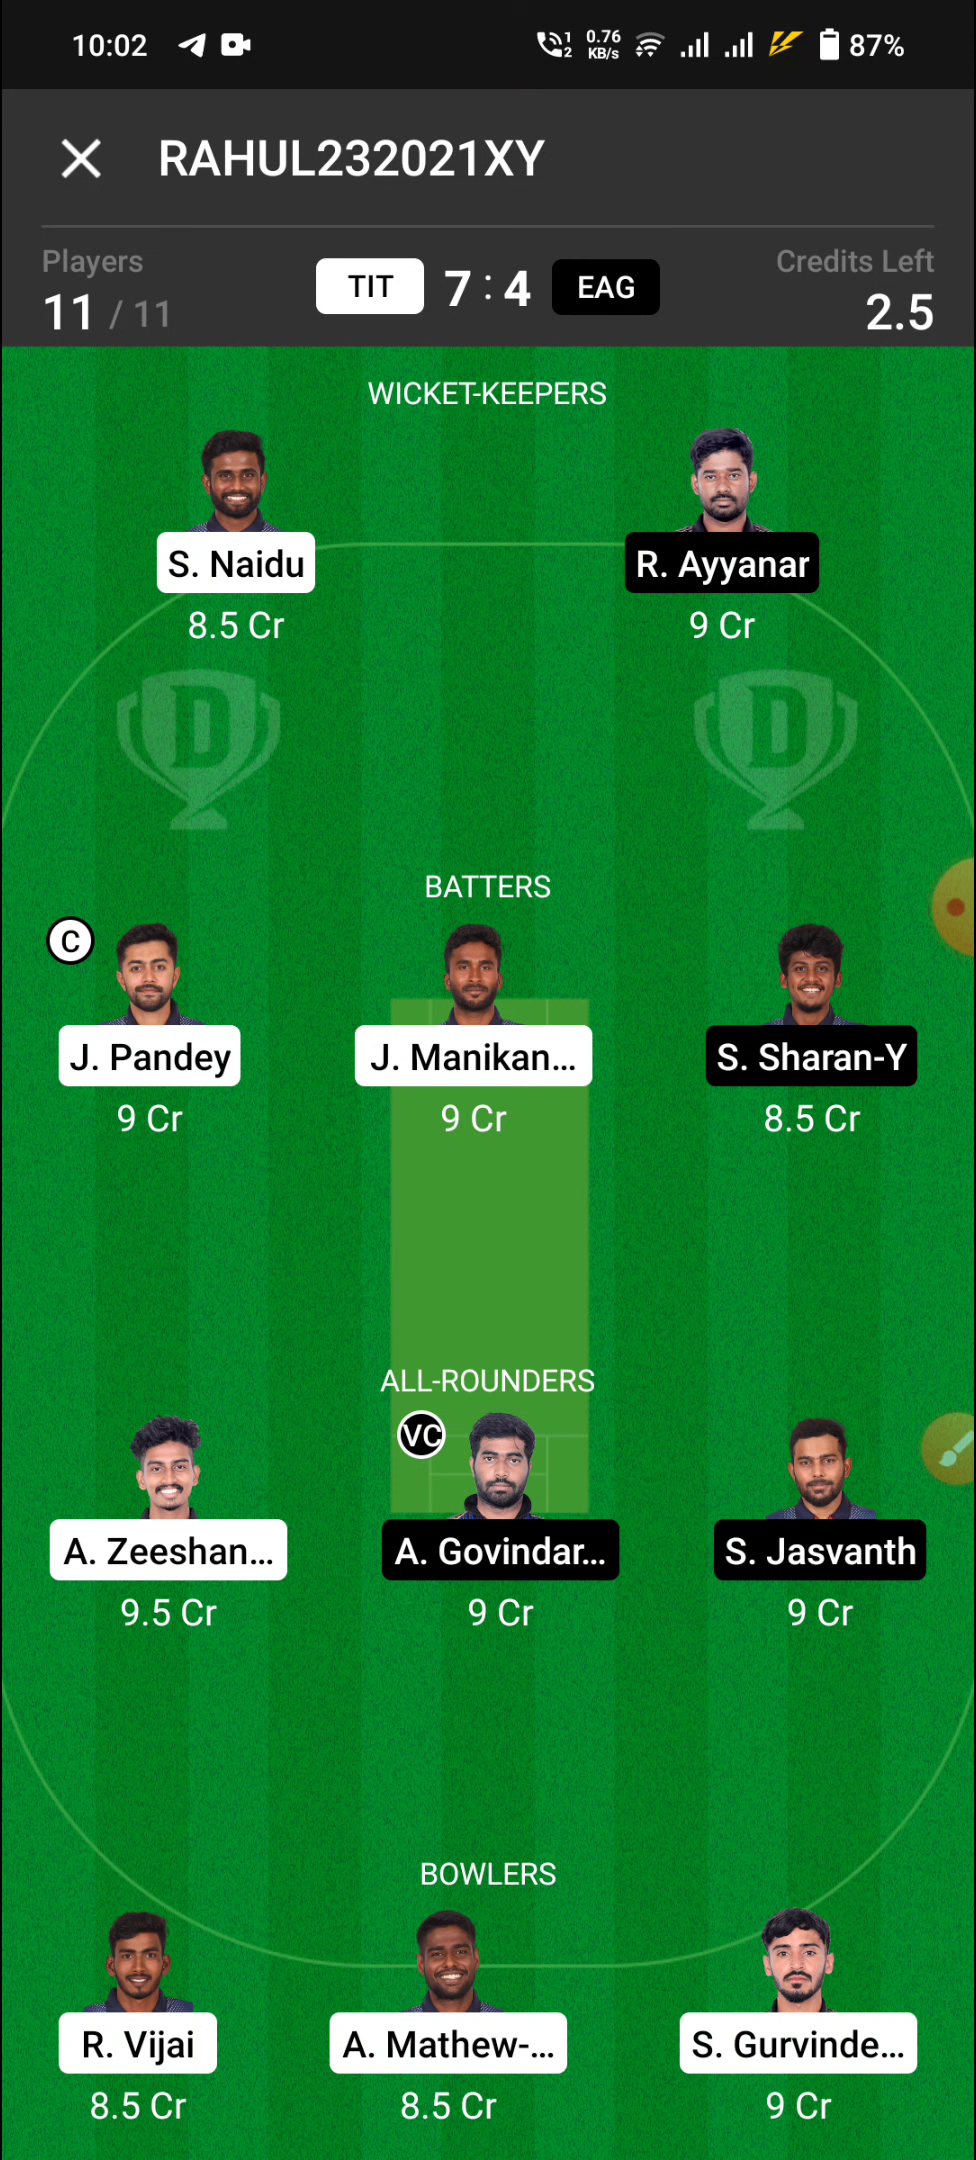 10:02
1
2
0.76
KB/s
87%
RAHUL232021XY
Players
11 / 11
TIT 7 : 4 EAG
Credits Left
2.5
WICKET-KEEPERS
S. Naidu
8.5 Cr
R. Ayyanar
9 Cr
D
D
BATTERS
C
J. Pandey
9 Cr
J. Manikan...
9 Cr
S. Sharan-Y
8.5 Cr
ALL-ROUNDERS
A. Zeeshan...
9.5 Cr
VC
A. Govindar...
9 Cr
S. Jasvanth
9 Cr
BOWLERS
R. Vijai
8.5 Cr
A. Mathew-...
8.5 Cr
S. Gurvinde...
9 Cr